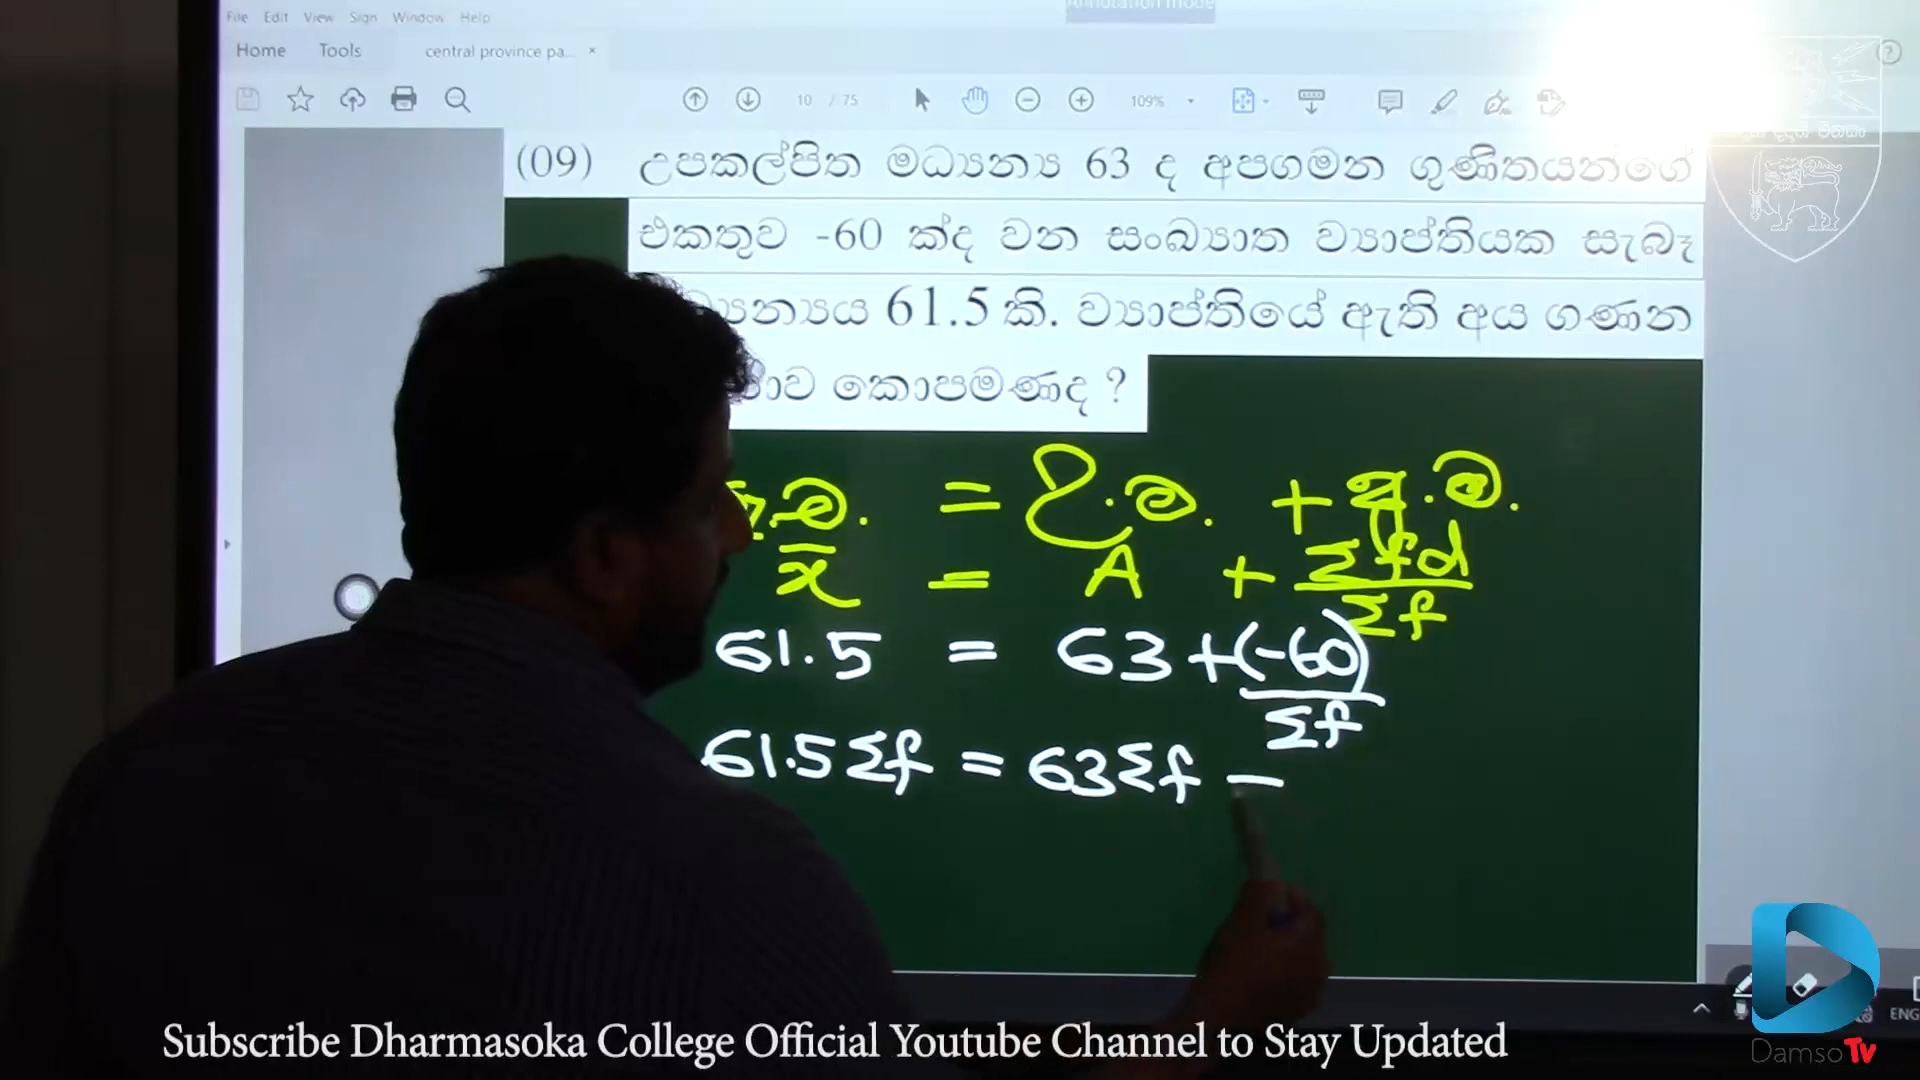 File Edit View Sign Window Help
Home Tools central province pa... ×
10 / 75 109%
(09) උපකල්පිත මධ්‍යන්‍ය 63 ද අපගමන ගුණිතයන්ගේ
එකතුව -60 ක්ද වන සංඛ්‍යාත ව්‍යාප්තියක සැබෑ
61.5 කි. ව්‍යාප්තියේ ඇති අය ගණන
කොපමණද ?
ම. = උ.ම. + අ.ම.
x̄ = A + Σfd / Σf
61.5 = 63 + (-60) / Σf
61.5Σf = 63Σf −
ENG
Subscribe Dharmasoka College Official Youtube Channel to Stay Updated
DamsoTv